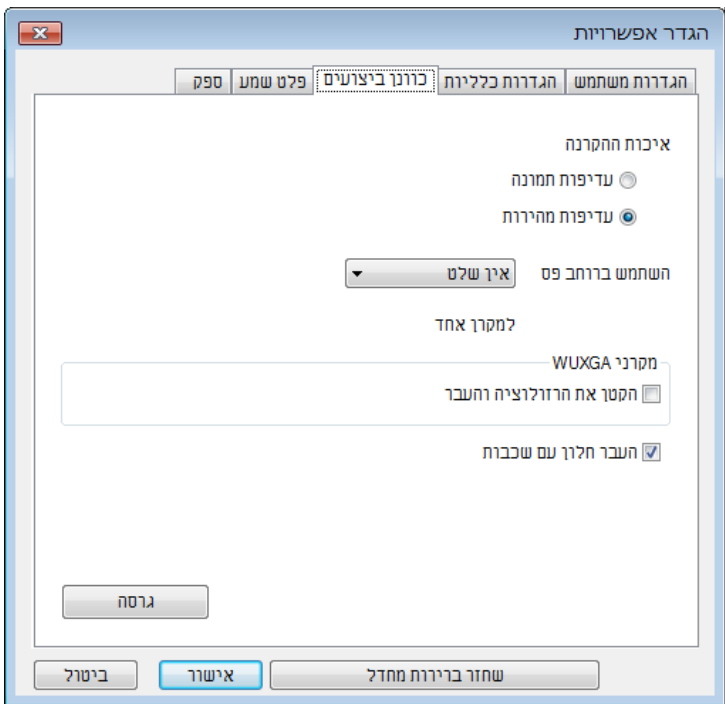 הגדר אפשרויות
הגדרות משתמש הגדרות כלליות כוונן ביצועים פלט שמע ספק
איכות ההקרנה
עדיפות תמונה
עדיפות מהירות
השתמש ברוחב פס אין שלט
למקרן אחד
מקרני WUXGA
הקטן את הרזולוציה והעבר
העבר חלון עם שכבות
גרסה
שחזר ברירות מחדל אישור ביטול